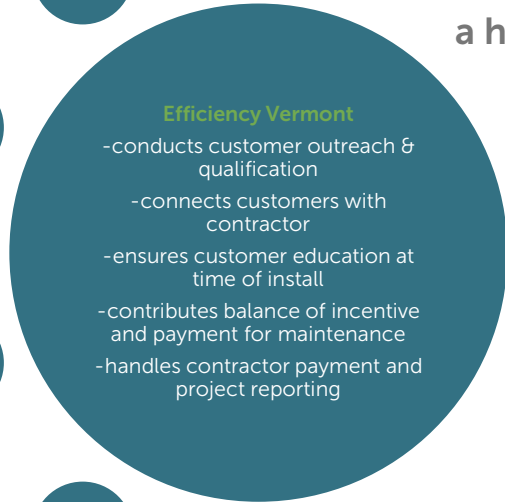 a h
Efficiency Vermont
-conducts customer outreach &
qualification
-connects customers with
contractor
-ensures customer education at
time of install
-contributes balance of incentive
and payment for maintenance
-handles contractor payment and
project reporting